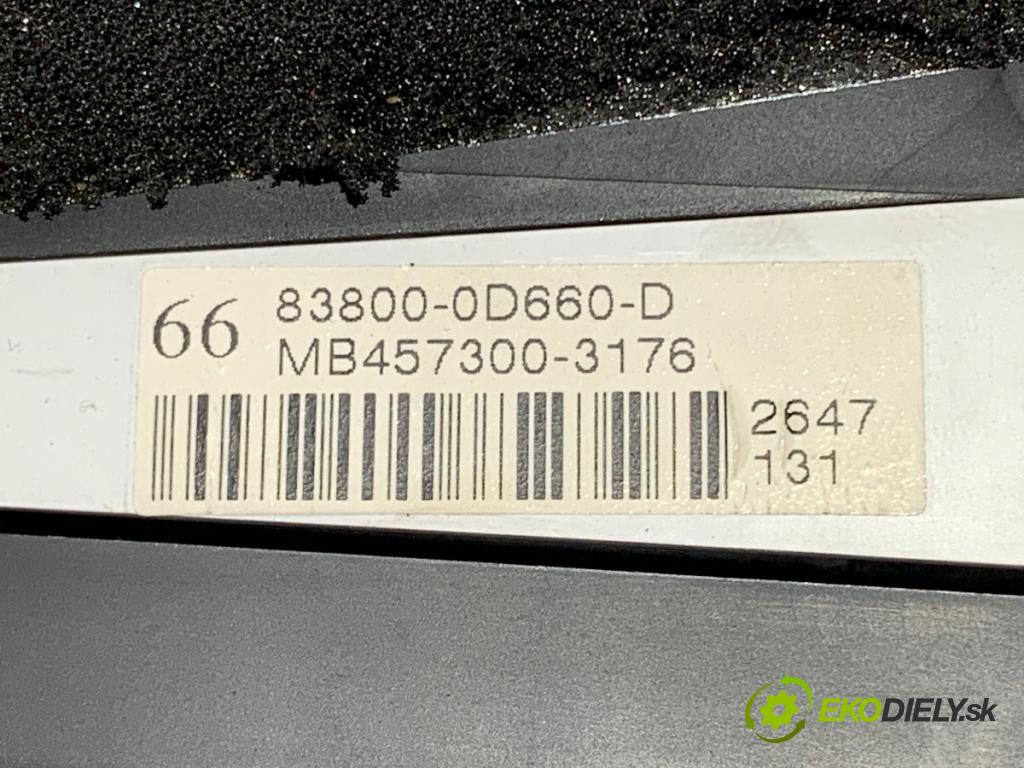 66
83800-0D660-D
MB457300-3176
2647
131
EKODIELY.sk